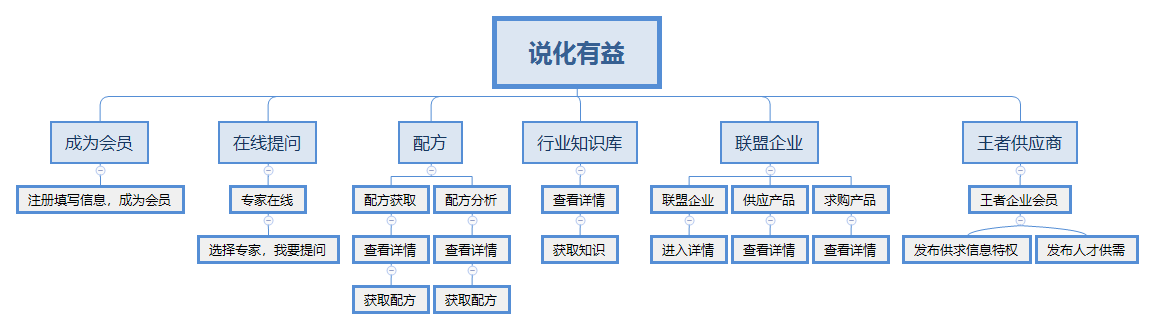 说化有益
成为会员
在线提问
配方
行业知识库
联盟企业
王者供应商
注册填写信息，成为会员
专家在线
配方获取
配方分析
查看详情
联盟企业
供应产品
求购产品
王者企业会员
选择专家，我要提问
查看详情
查看详情
获取知识
进入详情
查看详情
查看详情
发布供求信息特权
发布人才供需
获取配方
获取配方